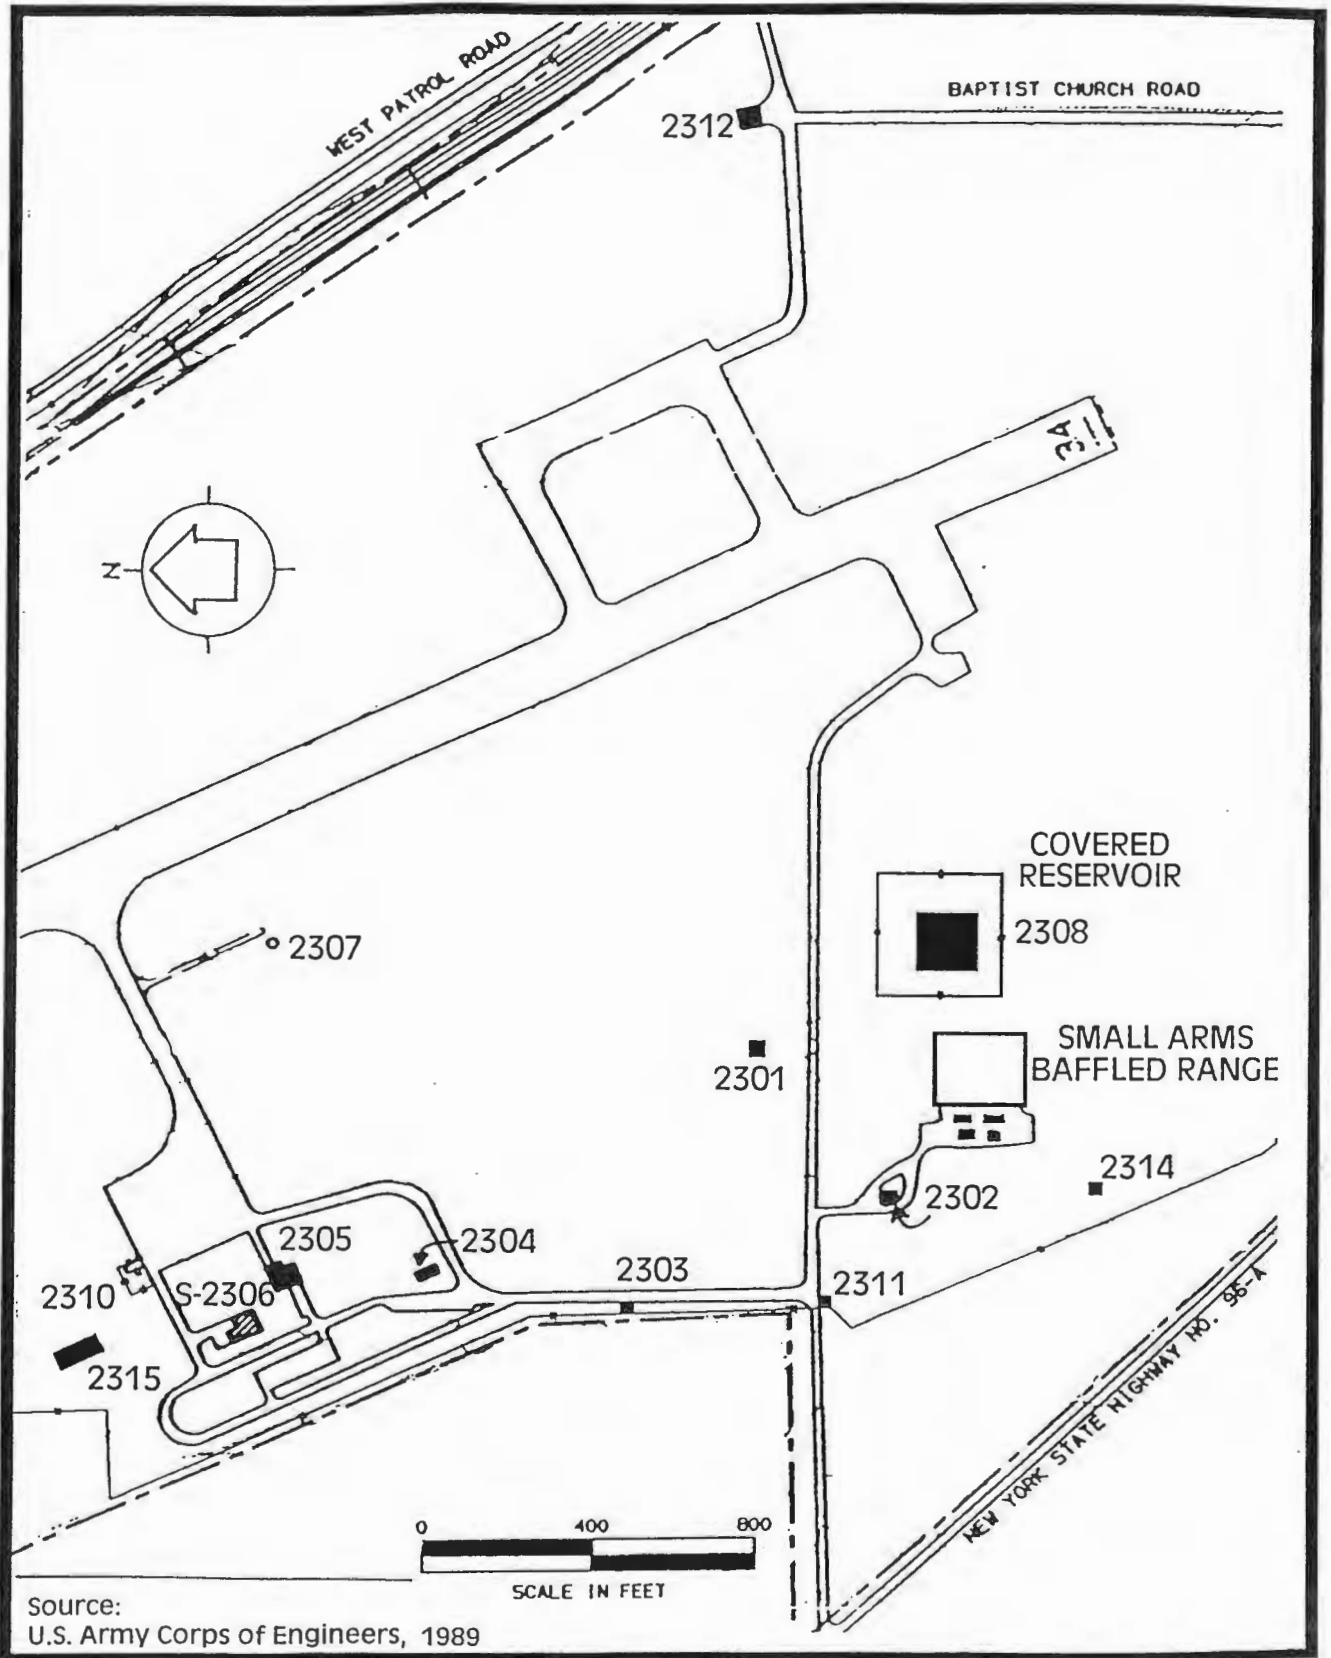 WEST PATROL ROAD
BAPTIST CHURCH ROAD
2312
34
N
COVERED
RESERVOIR
2308
2307
SMALL ARMS
BAFFLED RANGE
2301
2314
2302
2305
2304
2303
2311
2310
S-2306
2315
NEW YORK STATE HIGHWAY NO. 96-A
0 400 800
SCALE IN FEET
Source:
U.S. Army Corps of Engineers, 1989